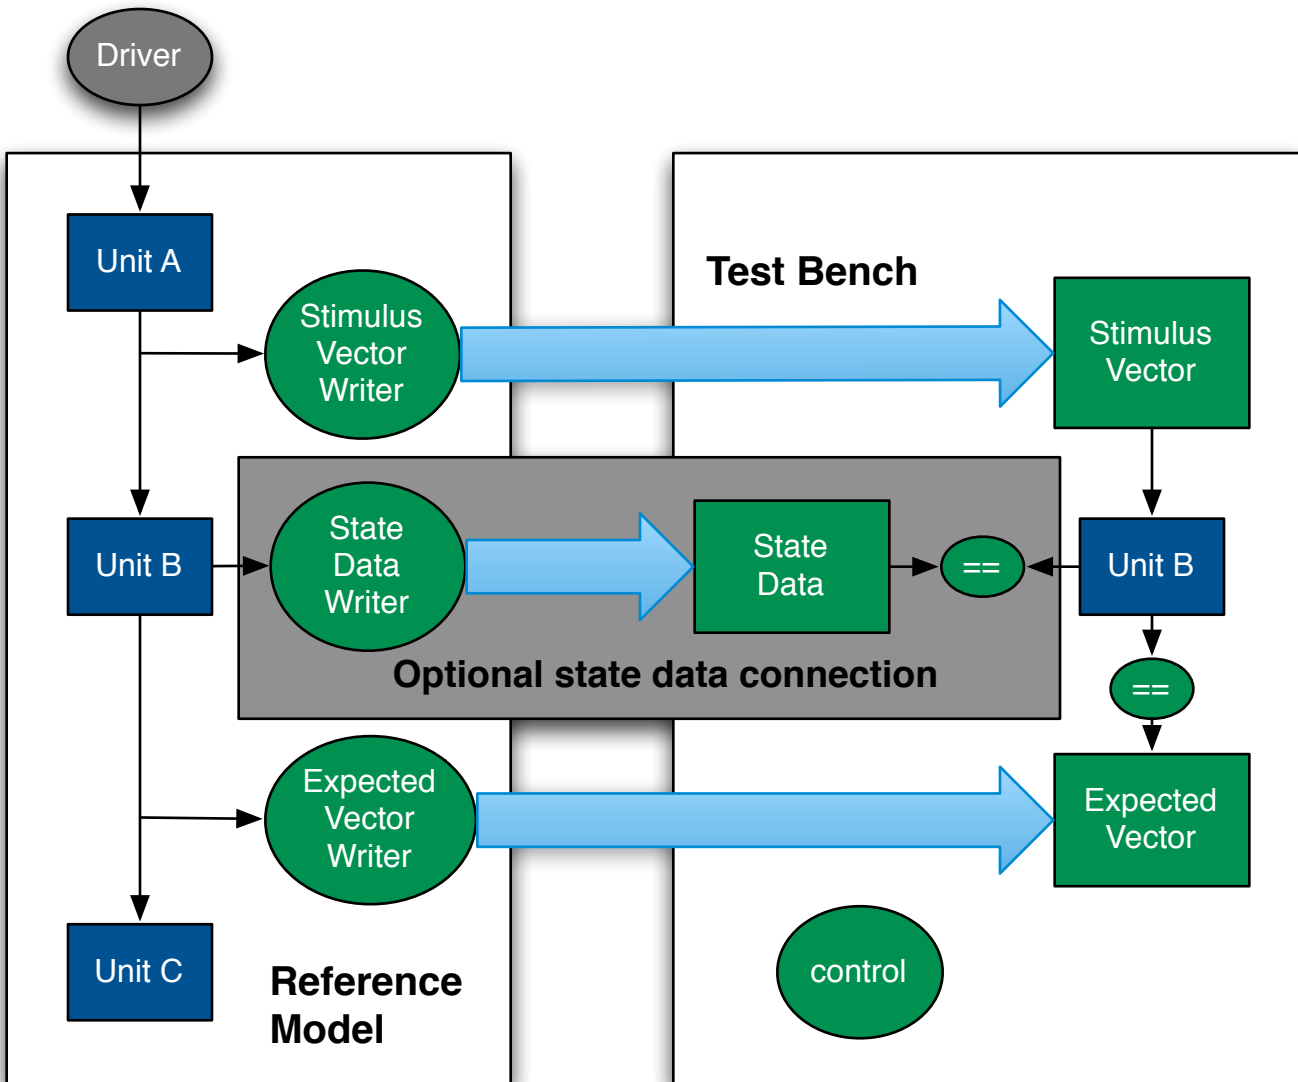 Driver
Unit A
Test Bench
Stimulus
Vector
Writer
Stimulus
Vector
Unit B
State
Data
Writer
State
Data
==
Unit B
Optional state data connection
==
Expected
Vector
Writer
Expected
Vector
Unit C
Reference
Model
control